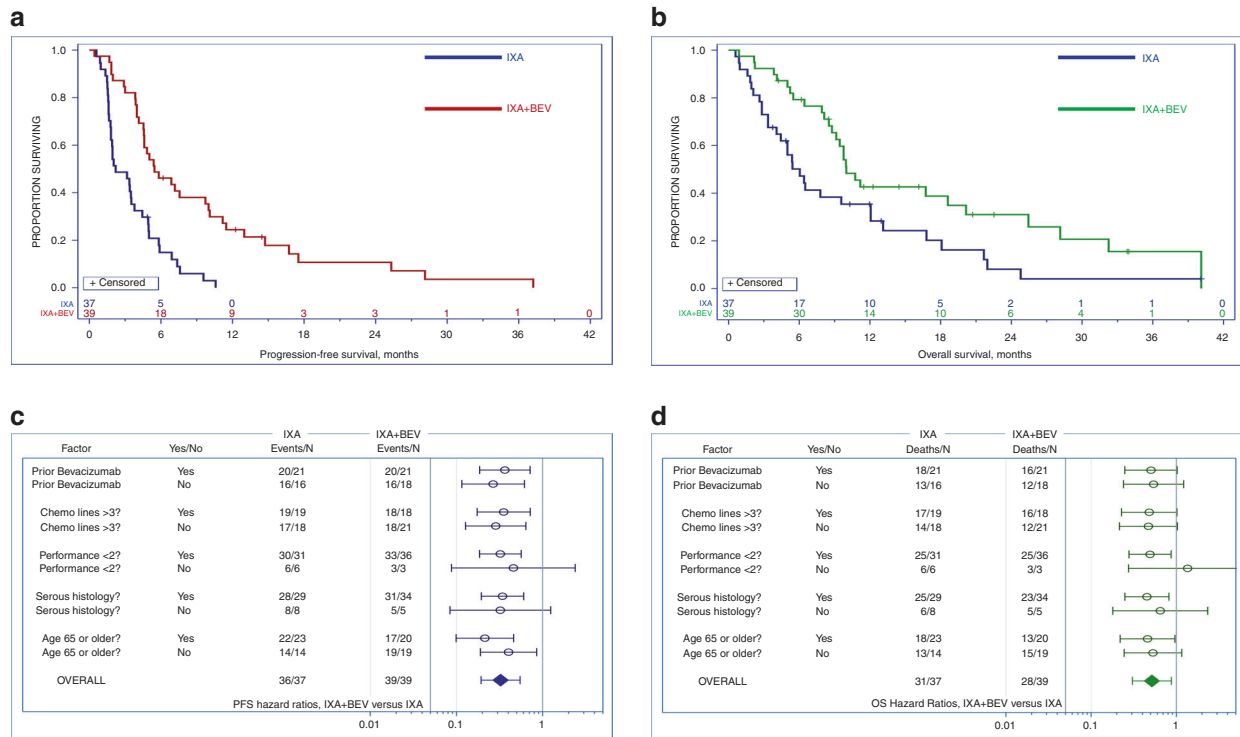 a
1.0
0.8
0.6
0.4
0.2
0.0
PROPORTION SURVIVING
IXA
IXA+BEV
+ Censored
IXA 37 5 0
IXA+BEV 39 18 9 3 3 1 1 0
0 6 12 18 24 30 36 42
Progression-free survival, months
b
1.0
0.8
0.6
0.4
0.2
0.0
PROPORTION SURVIVING
IXA
IXA+BEV
+ Censored
IXA 37 17 10 5 2 1 1 0
IXA+BEV 39 30 14 10 6 4 1 0
0 6 12 18 24 30 36 42
Overall survival, months
c
IXA IXA+BEV
Factor Yes/No Events/N Events/N
Prior Bevacizumab Yes 20/21 20/21
Prior Bevacizumab No 16/16 16/18
Chemo lines >3? Yes 19/19 18/18
Chemo lines >3? No 17/18 18/21
Performance <2? Yes 30/31 33/36
Performance <2? No 6/6 3/3
Serous histology? Yes 28/29 31/34
Serous histology? No 8/8 5/5
Age 65 or older? Yes 22/23 17/20
Age 65 or older? No 14/14 19/19
OVERALL 36/37 39/39
PFS hazard ratios, IXA+BEV versus IXA
0.01 0.1 1
d
IXA IXA+BEV
Factor Yes/No Deaths/N Deaths/N
Prior Bevacizumab Yes 18/21 16/21
Prior Bevacizumab No 13/16 12/18
Chemo lines >3? Yes 17/19 16/18
Chemo lines >3? No 14/18 12/21
Performance <2? Yes 25/31 25/36
Performance <2? No 6/6 3/3
Serous histology? Yes 25/29 23/34
Serous histology? No 6/8 5/5
Age 65 or older? Yes 18/23 13/20
Age 65 or older? No 13/14 15/19
OVERALL 31/37 28/39
OS Hazard Ratios, IXA+BEV versus IXA
0.01 0.1 1